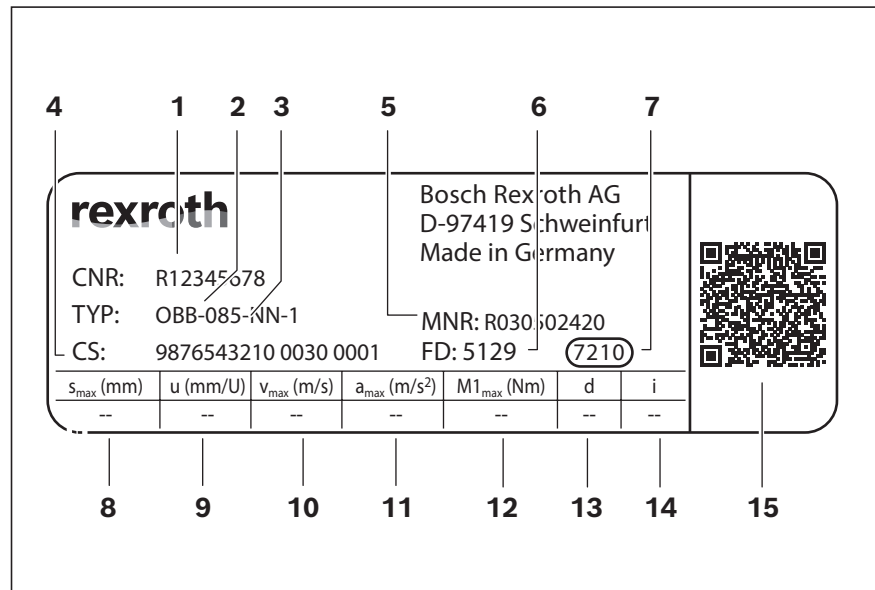 4 1 2 3 5 6 7
rexroth
Bosch Rexroth AG
D-97419 Schweinfurt
Made in Germany
CNR: R12345678
TYP: OBB-085-NN-1
MNR: R030502420
CS: 9876543210 0030 0001 FD: 5129 7210
smax (mm) u (mm/U) vmax (m/s) amax (m/s²) M1max (Nm) d i
-- -- -- -- -- -- --
8 9 10 11 12 13 14 15